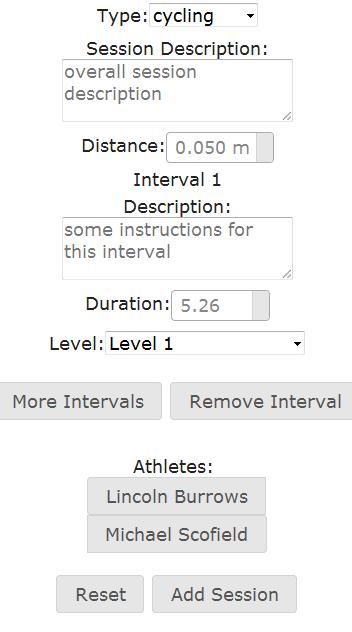 Type: cycling
Session Description:
overall session
description
Distance: 0.050 m
Interval 1
Description:
some instructions for
this interval
Duration: 5.26
Level: Level 1
More Intervals Remove Interval
Athletes:
Lincoln Burrows
Michael Scofield
Reset Add Session